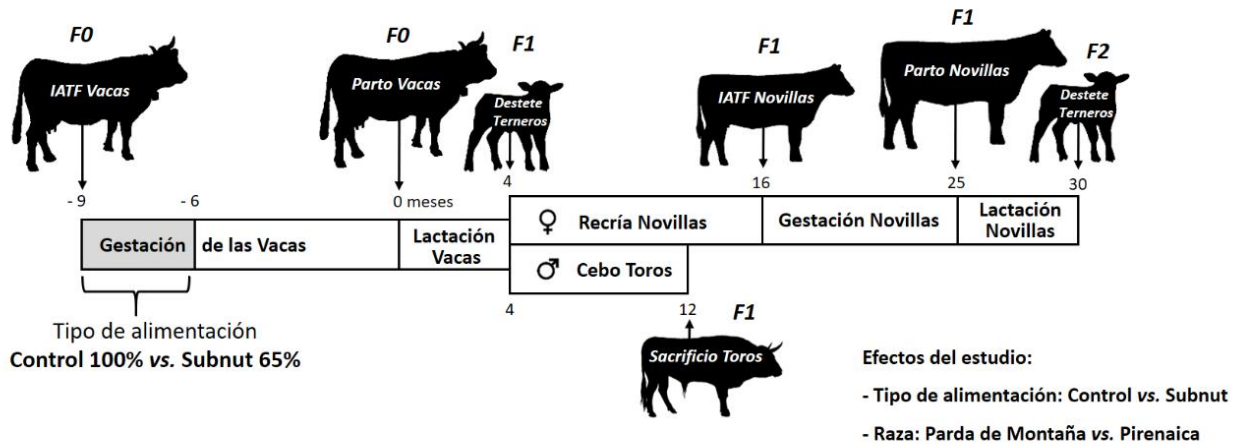 F0
IATF Vacas
F0
Parto Vacas
F1
Destete
Terneros
F1
IATF Novillas
F1
Parto Novillas
F2
Destete
Terneros
- 9
- 6
0 meses
4
16
25
30
Gestación de las Vacas
Lactación
Vacas
♀ Recría Novillas
Gestación Novillas
Lactación
Novillas
♂ Cebo Toros
4
12
F1
Sacrificio Toros
Tipo de alimentación
Control 100% vs. Subnut 65%
Efectos del estudio:
- Tipo de alimentación: Control vs. Subnut
- Raza: Parda de Montaña vs. Pirenaica